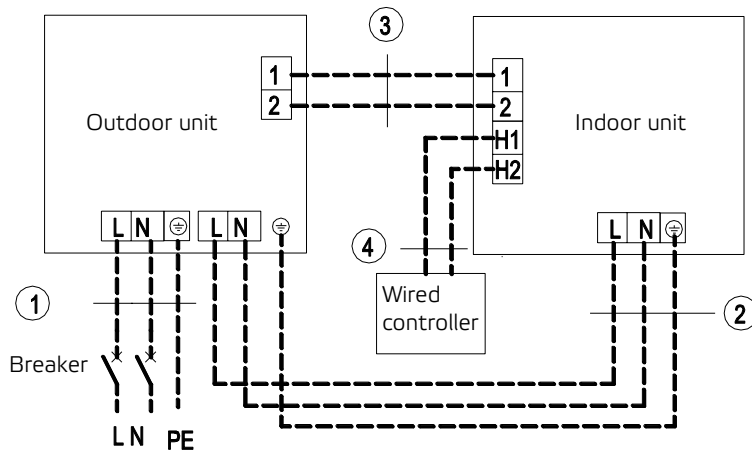 3
1
2
1
2
H1
H2
Outdoor unit
Indoor unit
L N
L N
L N
4
Wired
controller
1
2
Breaker
L N
PE